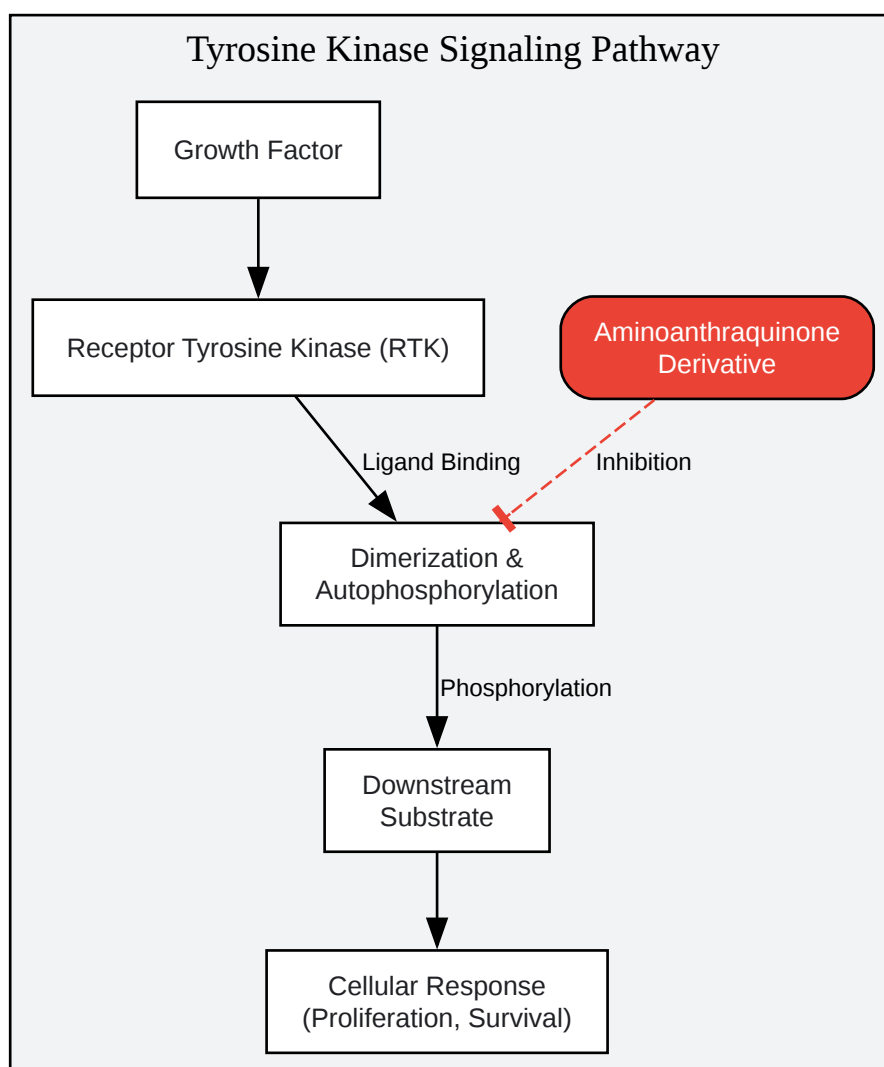 Tyrosine Kinase Signaling Pathway
Growth Factor
Receptor Tyrosine Kinase (RTK)
Aminoanthraquinone
Derivative
Ligand Binding
Inhibition
Dimerization &
Autophosphorylation
Phosphorylation
Downstream
Substrate
Cellular Response
(Proliferation, Survival)